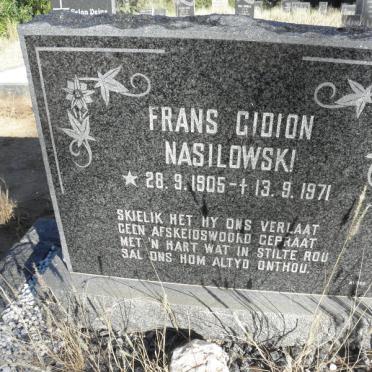 FRANS GIDION
NASILOWSKI
★ 28.9.1905 - ✝ 13.9.1971
SKIELIK HET HY ONS VERLAAT
GEEN AFSKEIDSWOORD GEPRAAT
MET 'N HART WAT IN STILTE ROU
SAL ONS HOM ALTYD ONTHOU.